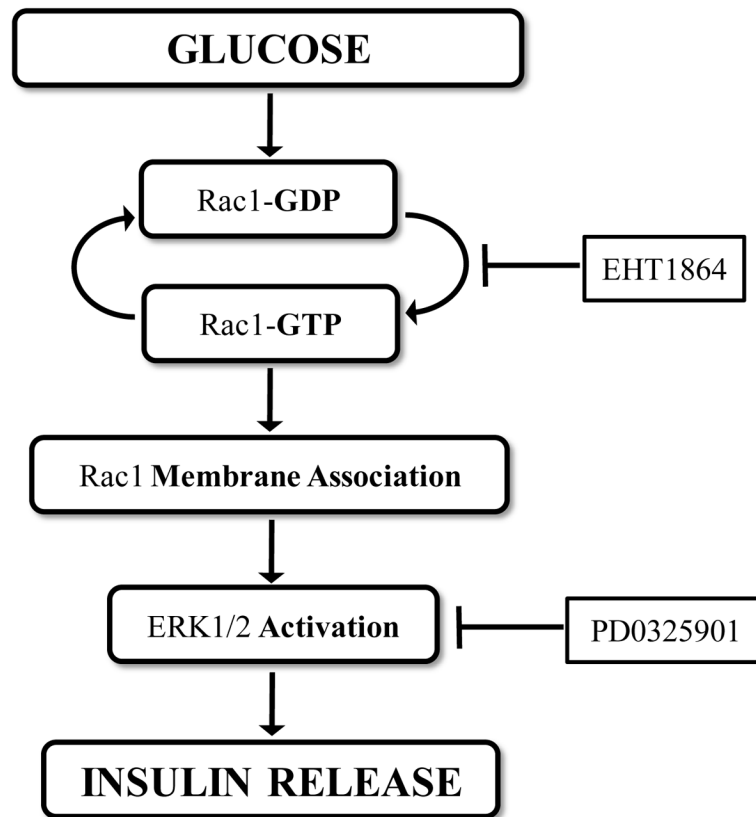 GLUCOSE
Rac1-GDP
EHT1864
Rac1-GTP
Rac1 Membrane Association
ERK1/2 Activation
PD0325901
INSULIN RELEASE